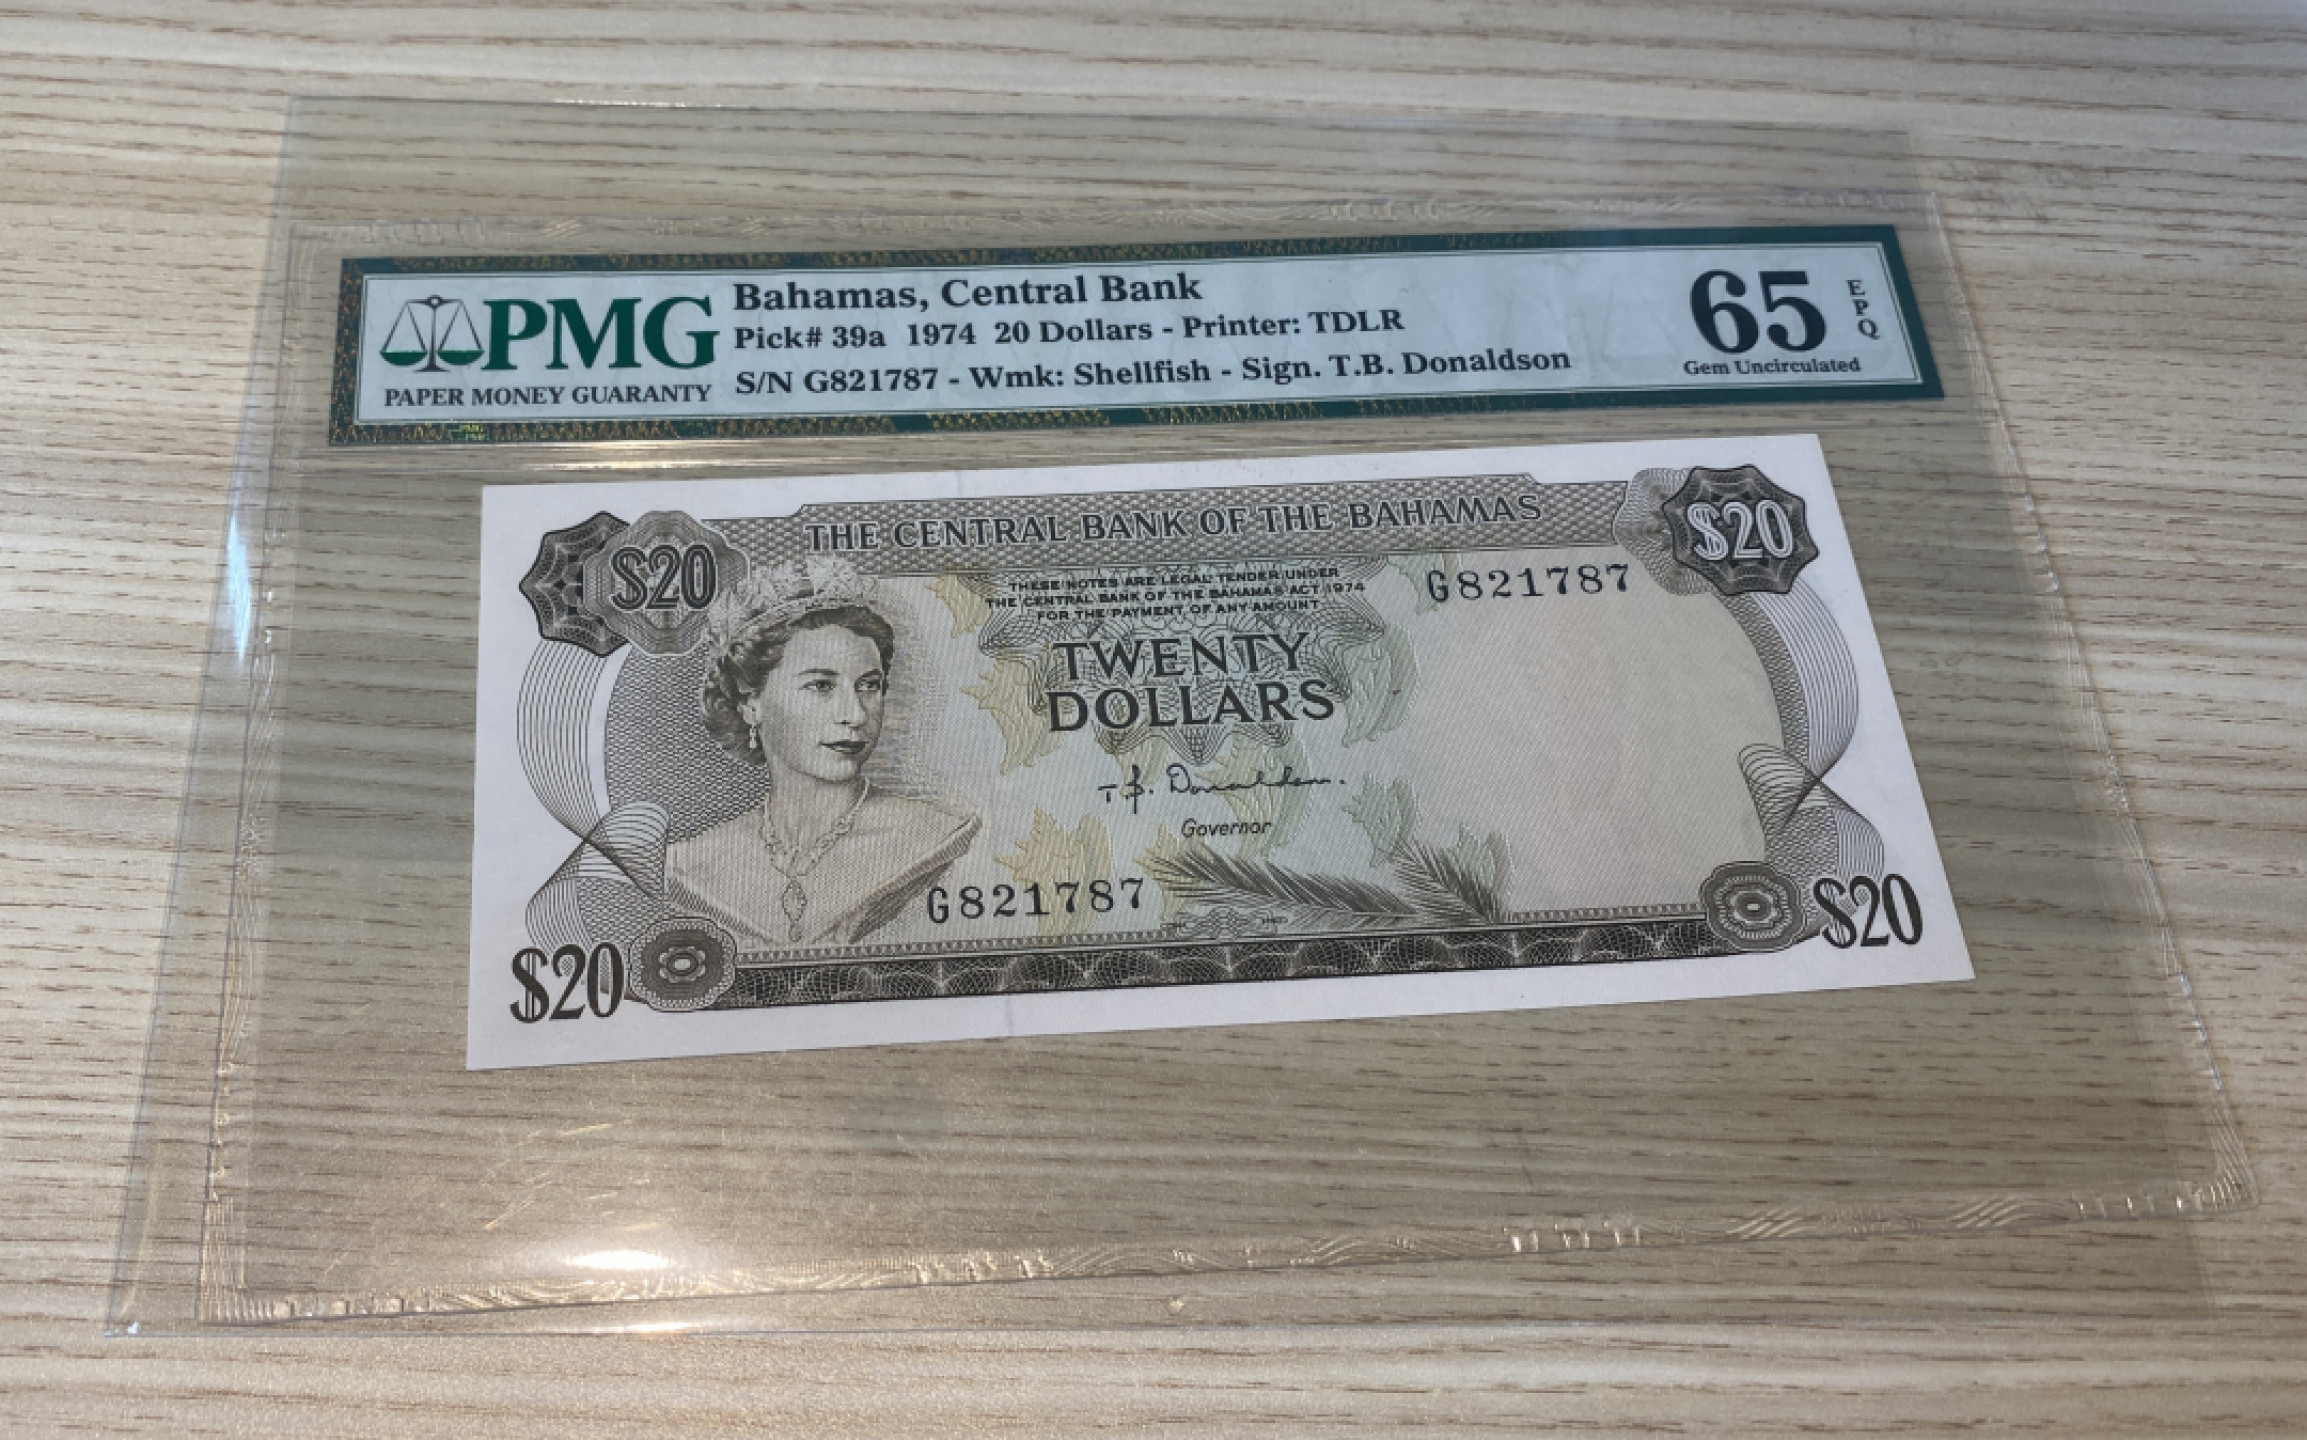 PMG
PAPER MONEY GUARANTY
Bahamas, Central Bank
Pick# 39a 1974 20 Dollars - Printer: TDLR
S/N G821787 - Wmk: Shellfish - Sign. T.B. Donaldson
65
EPQ
Gem Uncirculated
THE CENTRAL BANK OF THE BAHAMAS
$20
$20
THESE NOTES ARE LEGAL TENDER UNDER
THE CENTRAL BANK OF THE BAHAMAS ACT 1974
FOR THE PAYMENT OF ANY AMOUNT
G821787
TWENTY
DOLLARS
T.B. Donaldson.
Governor
G821787
$20
$20